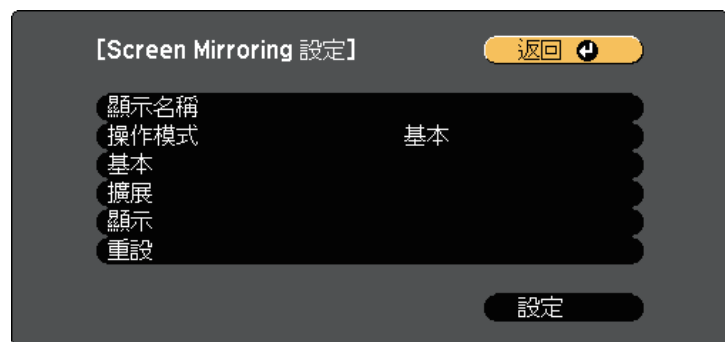 [Screen Mirroring 設定]
返回
顯示名稱
操作模式 基本
基本
擴展
顯示
重設
設定